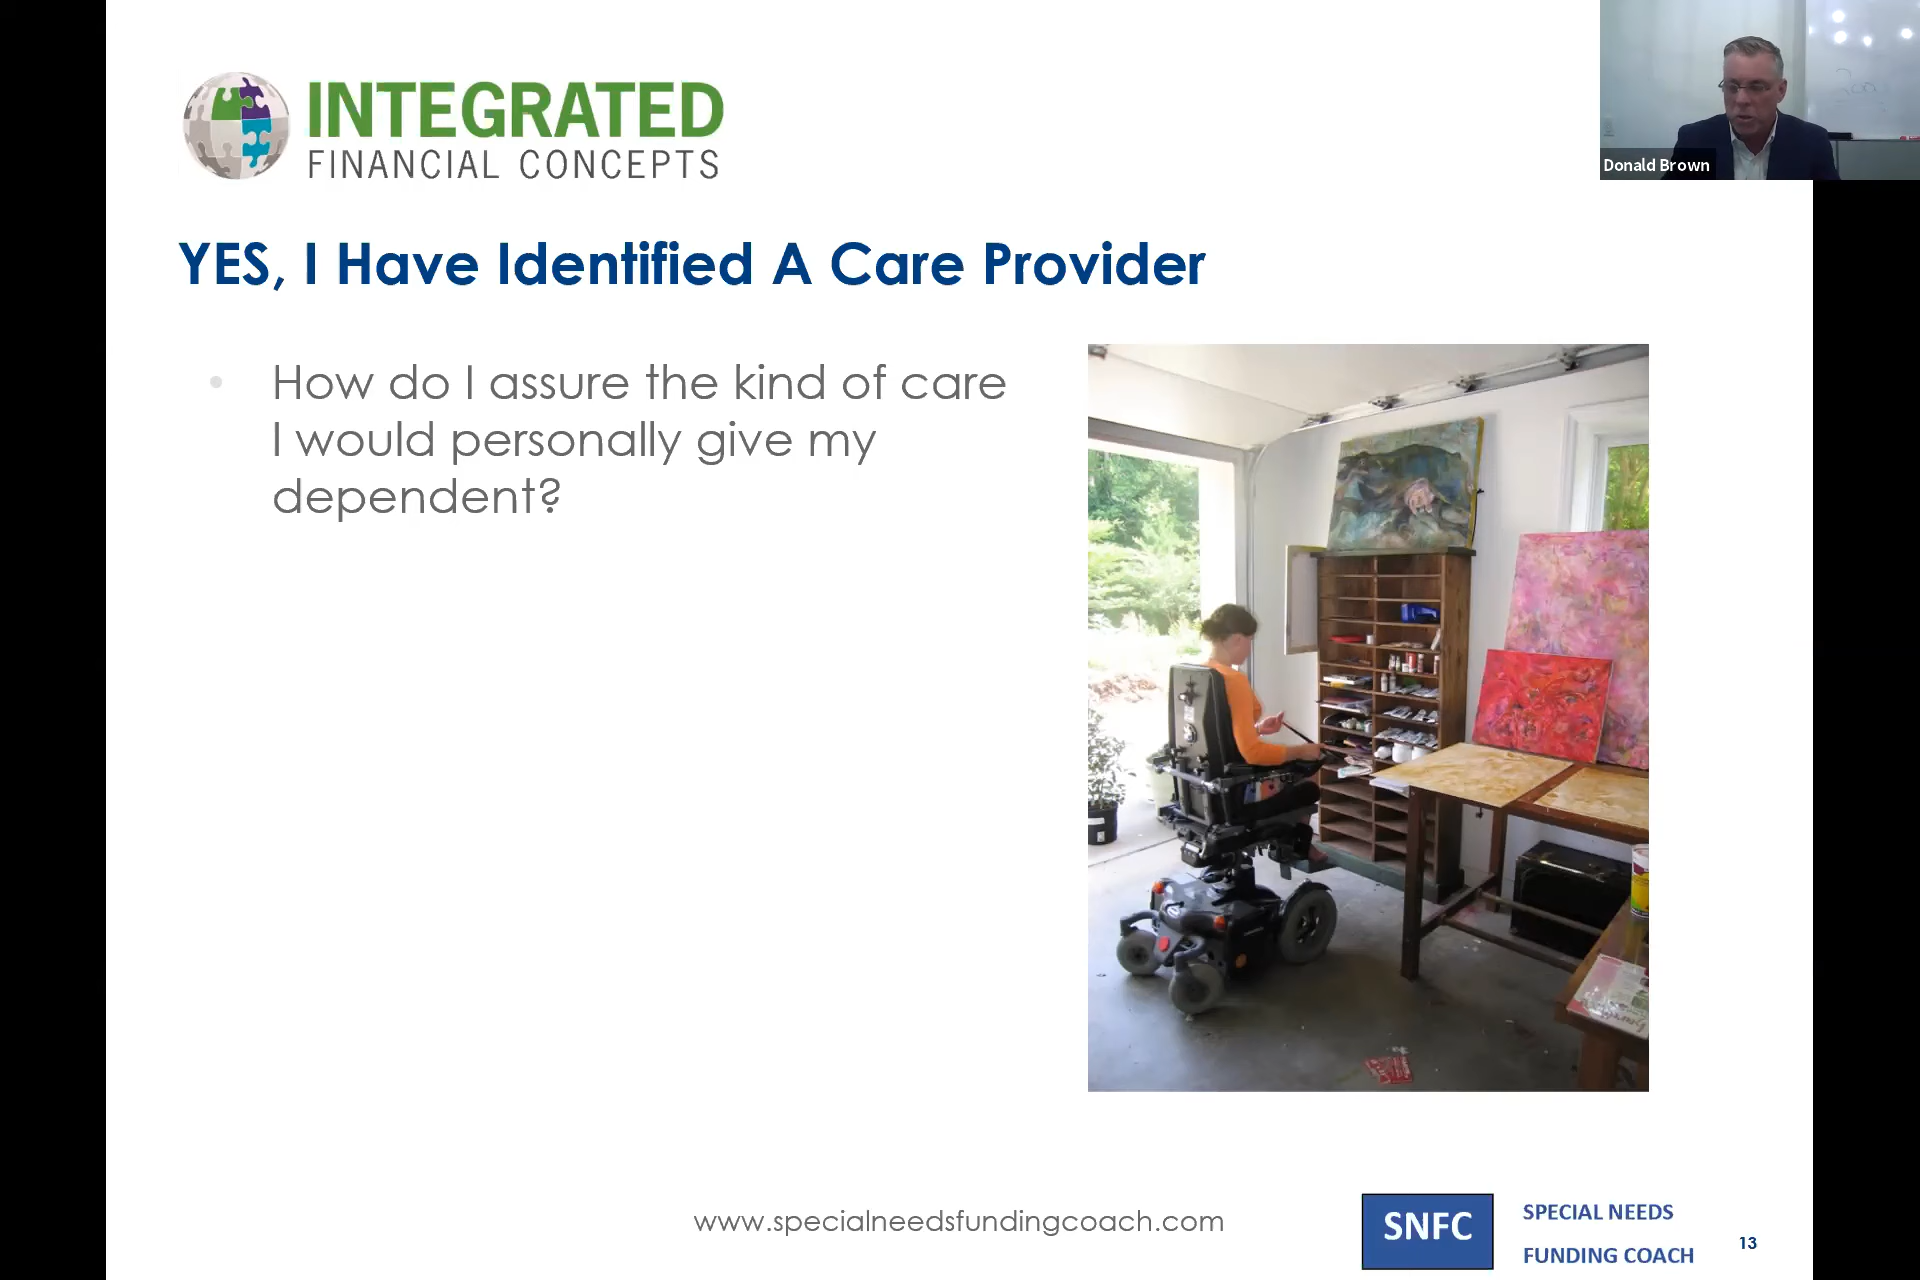 INTEGRATED
FINANCIAL CONCEPTS
Donald Brown
YES, I Have Identified A Care Provider
• How do I assure the kind of care
I would personally give my
dependent?
www.specialneedsfundingcoach.com
SNFC
SPECIAL NEEDS
FUNDING COACH
13